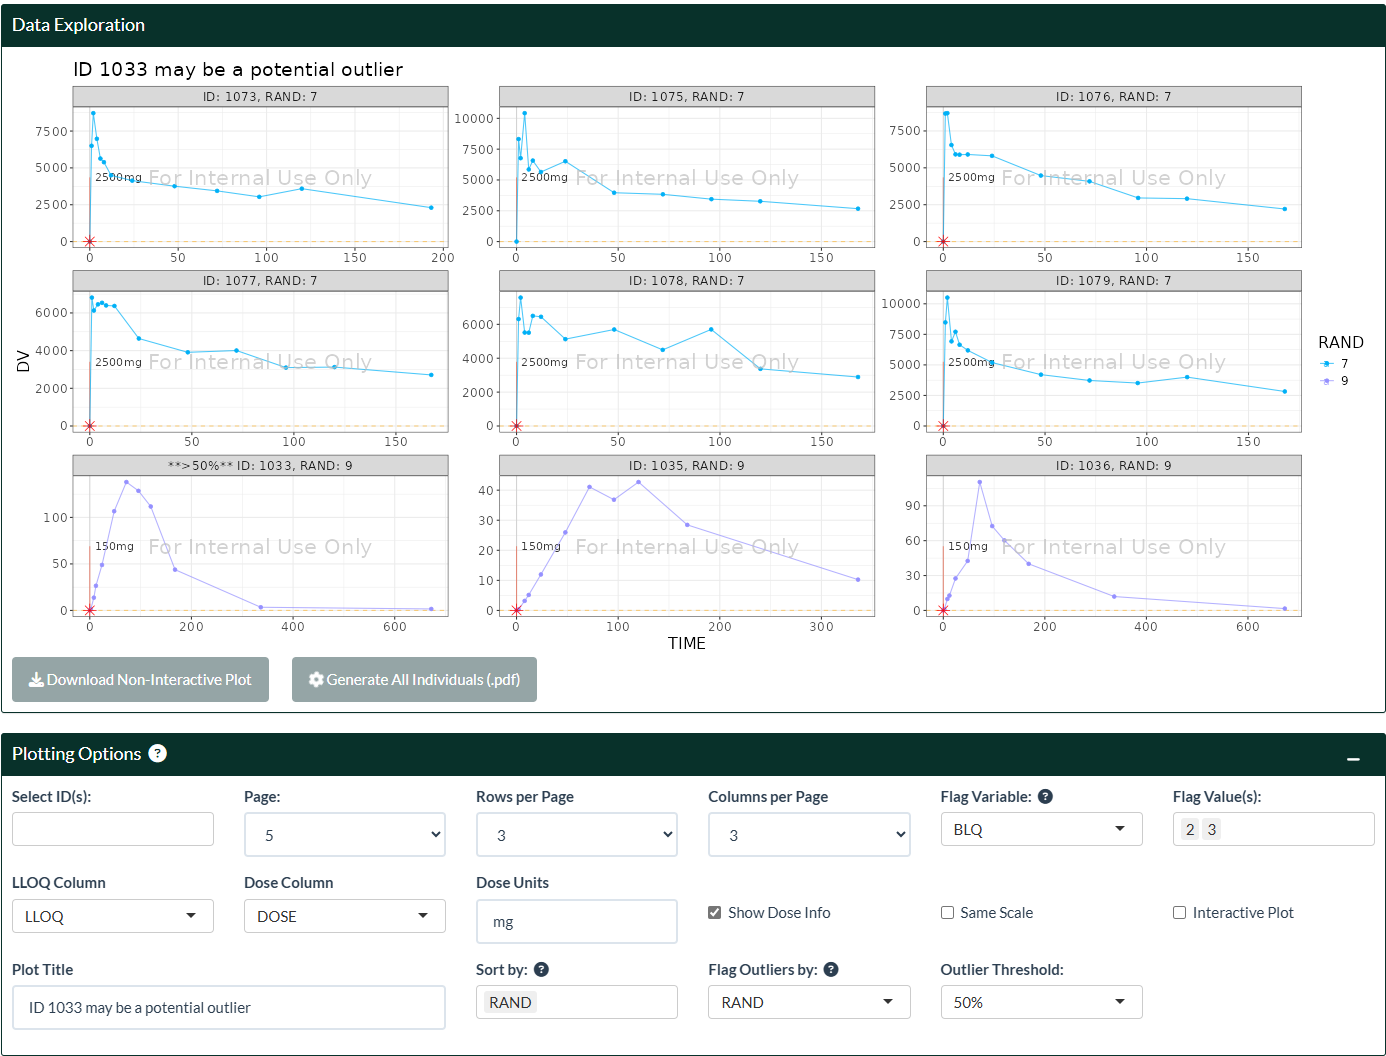 Data Exploration
ID 1033 may be a potential outlier
ID: 1073, RAND: 7
ID: 1075, RAND: 7
ID: 1076, RAND: 7
7500
5000
2500
0
2500mg
For Internal Use Only
0 50 100 150 200
10000
7500
5000
2500
0
2500mg
For Internal Use Only
0 50 100 150
7500
5000
2500
0
2500mg
For Internal Use Only
0 50 100 150
ID: 1077, RAND: 7
ID: 1078, RAND: 7
ID: 1079, RAND: 7
DV
6000
4000
2000
0
2500mg
For Internal Use Only
0 50 100 150
6000
4000
2000
0
2500mg
For Internal Use Only
0 50 100 150
10000
7500
5000
2500
0
2500mg
For Internal Use Only
0 50 100 150
RAND
7
9
**>50%** ID: 1033, RAND: 9
ID: 1035, RAND: 9
ID: 1036, RAND: 9
100
50
0
150mg
For Internal Use Only
0 200 400 600
40
30
20
10
0
150mg
For Internal Use Only
0 100 200 300
90
60
30
0
150mg
For Internal Use Only
0 200 400 600
TIME
Download Non-Interactive Plot
Generate All Individuals (.pdf)
Plotting Options ?
Select ID(s):
Page:
Rows per Page
Columns per Page
Flag Variable: ?
Flag Value(s):
5
3
3
BLQ
2 3
LLOQ Column
Dose Column
Dose Units
LLOQ
DOSE
mg
Show Dose Info
Same Scale
Interactive Plot
Plot Title
Sort by: ?
Flag Outliers by: ?
Outlier Threshold:
ID 1033 may be a potential outlier
RAND
RAND
50%